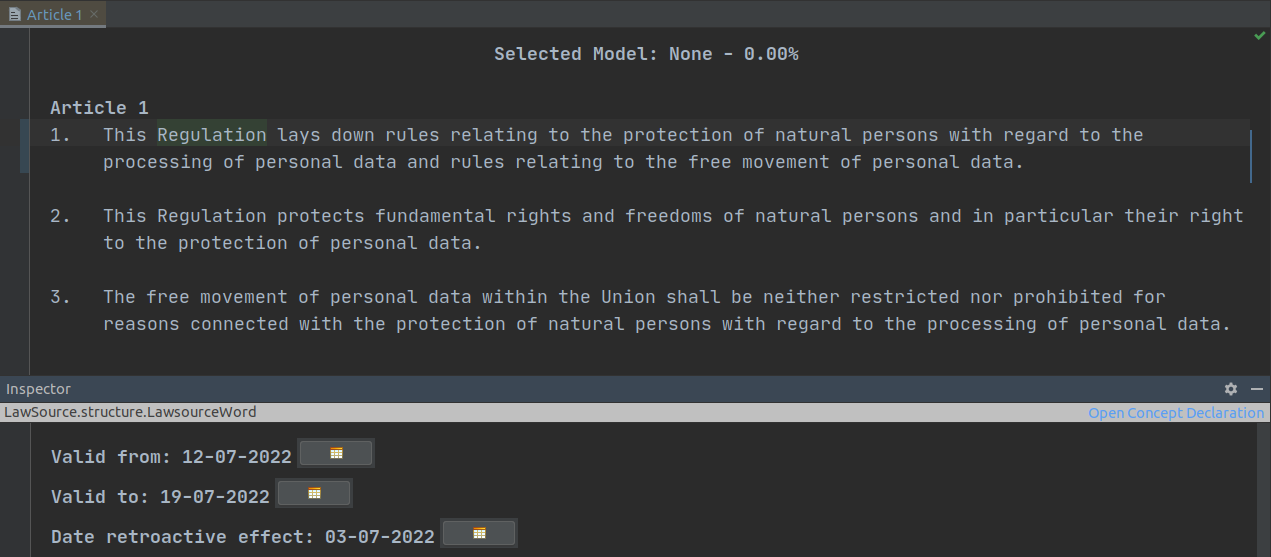 Article 1
Selected Model: None - 0.00%
Article 1
1. This Regulation lays down rules relating to the protection of natural persons with regard to the
processing of personal data and rules relating to the free movement of personal data.
2. This Regulation protects fundamental rights and freedoms of natural persons and in particular their right
to the protection of personal data.
3. The free movement of personal data within the Union shall be neither restricted nor prohibited for
reasons connected with the protection of natural persons with regard to the processing of personal data.
Inspector
LawSource.structure.LawsourceWord Open Concept Declaration
Valid from: 12-07-2022
Valid to: 19-07-2022
Date retroactive effect: 03-07-2022